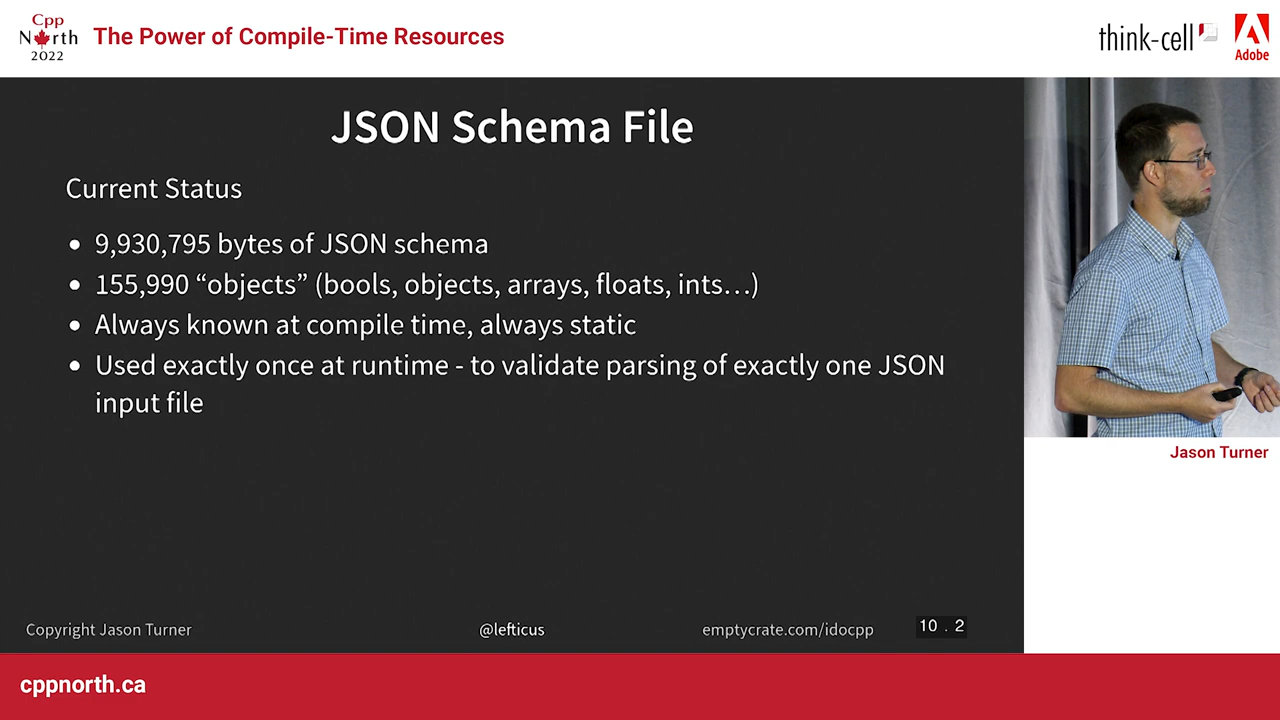 Cpp
North
2022
The Power of Compile-Time Resources
think-cell
Adobe
JSON Schema File
Current Status
• 9,930,795 bytes of JSON schema
• 155,990 “objects” (bools, objects, arrays, floats, ints…)
• Always known at compile time, always static
• Used exactly once at runtime - to validate parsing of exactly one JSON
input file
Jason Turner
Copyright Jason Turner
@lefticus
emptycrate.com/idocpp
10 . 2
cppnorth.ca